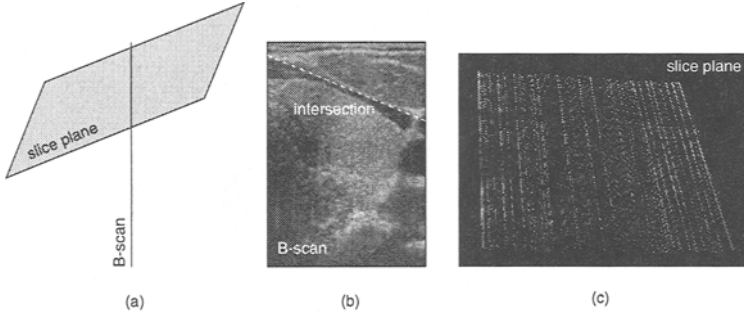 slice plane
B-scan
(a)
intersection
B-scan
(b)
slice plane
(c)